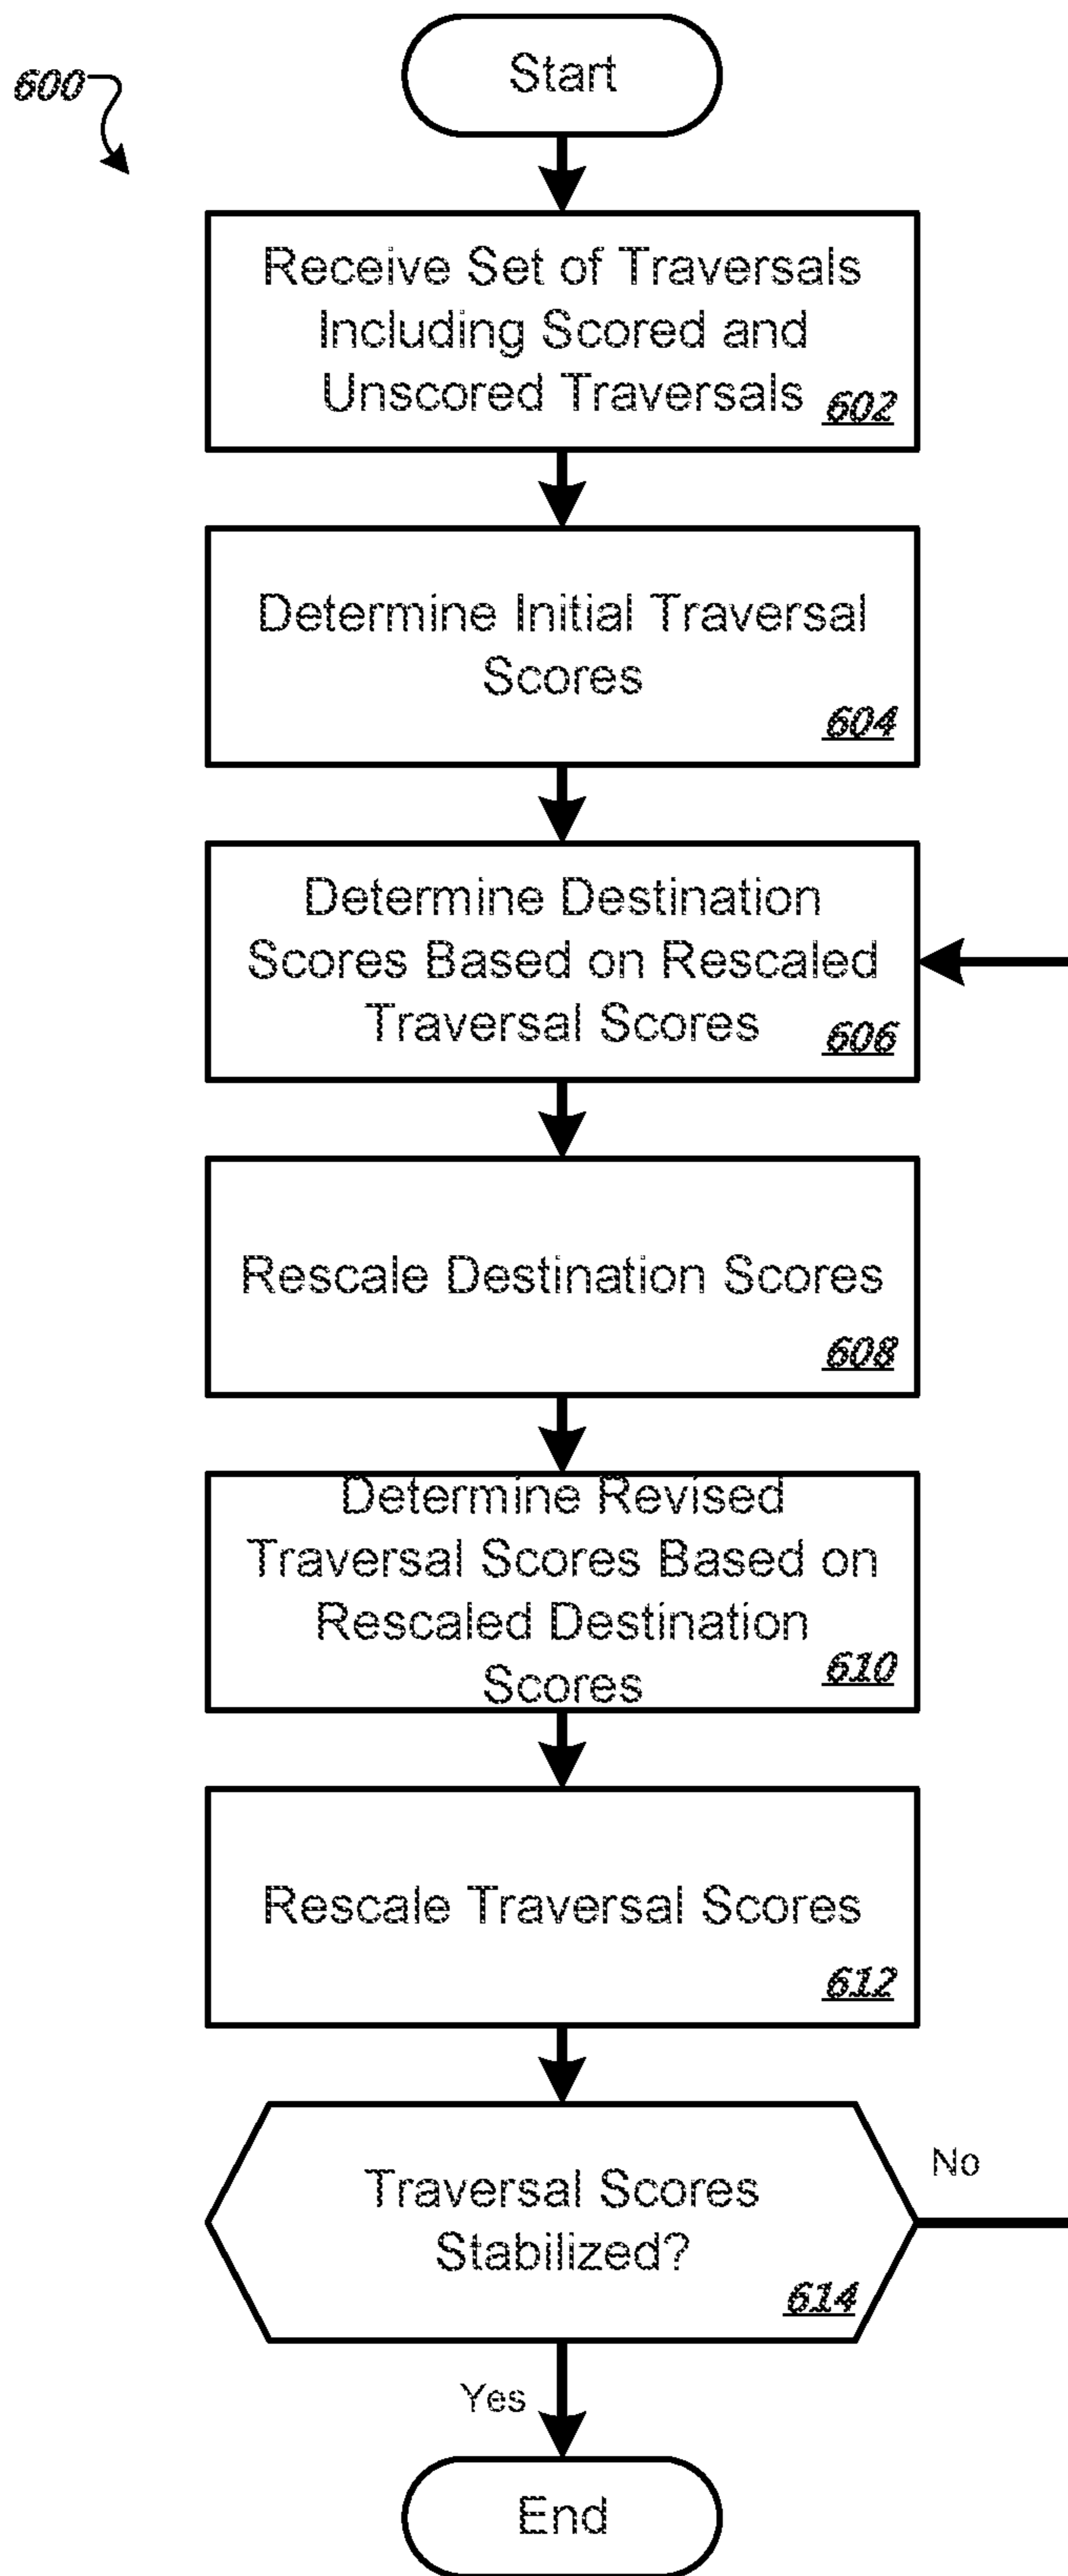 600
Start
Receive Set of Traversals
Including Scored and
Unscored Traversals
602
Determine Initial Traversal
Scores
604
Determine Destination
Scores Based on Rescaled
Traversal Scores
606
Rescale Destination Scores
608
Determine Revised
Traversal Scores Based on
Rescaled Destination
Scores
610
Rescale Traversal Scores
612
Traversal Scores
Stabilized?
614
No
Yes
End